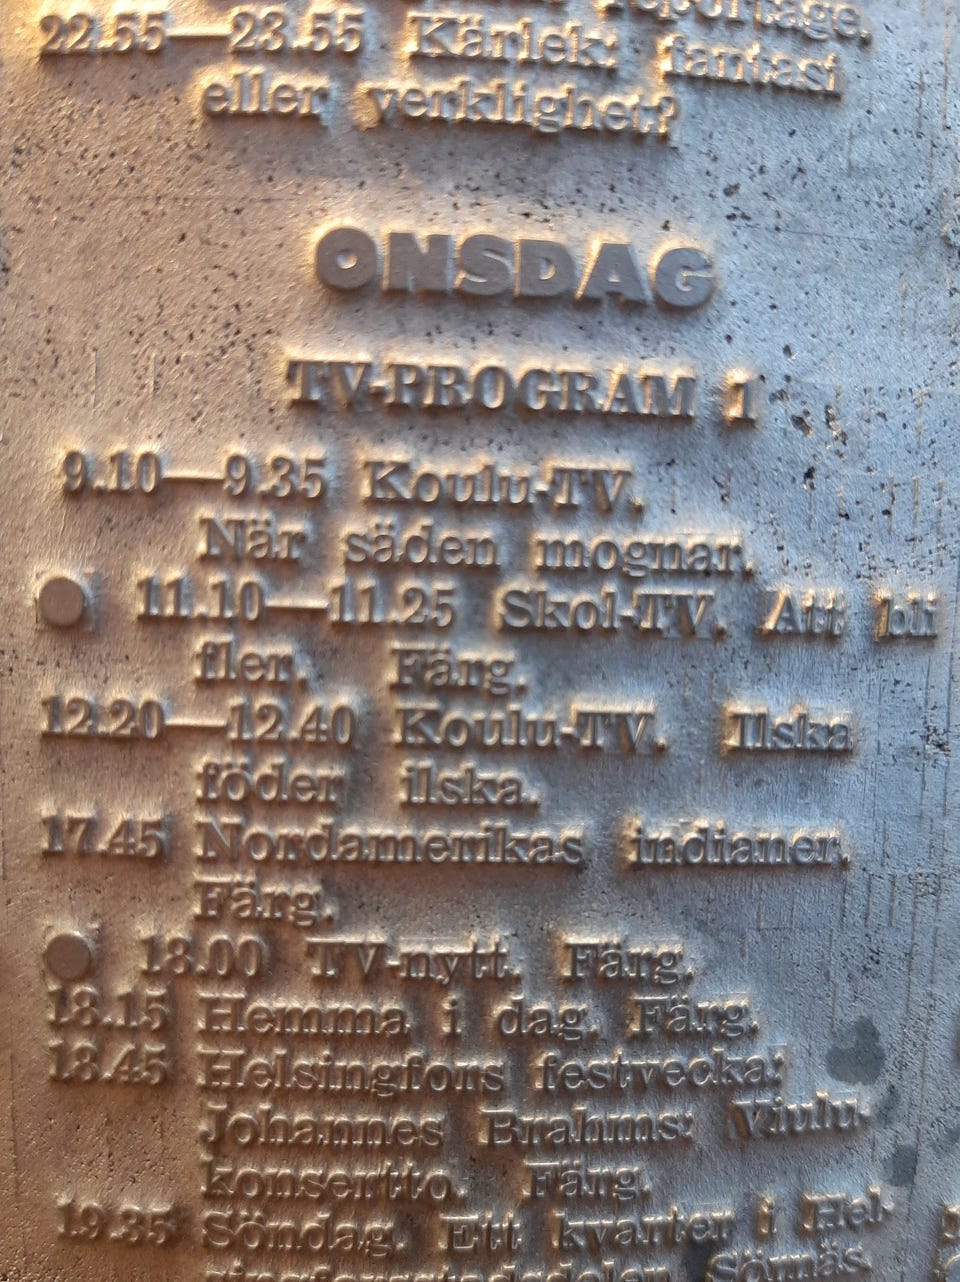 reportage.
22.55—23.55 Kärlek: fantasi
eller verklighet?
ONSDAG
TV-PROGRAM 1
9.10—9.35 Koulu-TV.
När säden mognar.
● 11.10—11.25 Skol-TV. Att bli
fler. Färg.
12.20—12.40 Koulu-TV. Ilska
föder ilska.
17.45 Nordamerikas indianer.
Färg.
● 18.00 TV-nytt. Färg.
18.15 Hemma i dag. Färg.
18.45 Helsingfors festvecka:
Johannes Brahms: Viulu-
konsertto. Färg.
19.35 Söndag. Ett kvarter i Hel-
singforsstadsdelen Sörnäs.